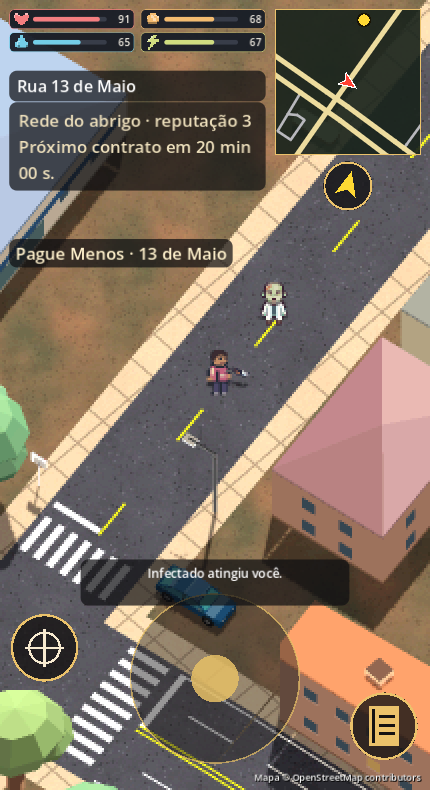 91
68
65
67
Rua 13 de Maio
Rede do abrigo · reputação 3
Próximo contrato em 20 min
00 s.
Pague Menos · 13 de Maio
Infectado atingiu você.
Mapa © OpenStreetMap contributors